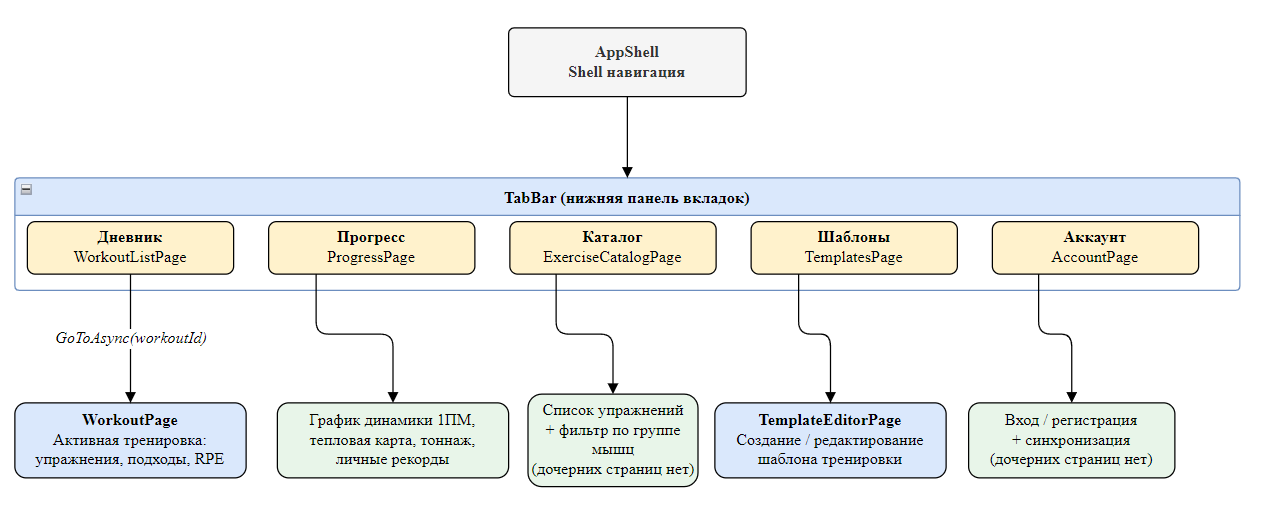 AppShell
Shell навигация
TabBar (нижняя панель вкладок)
Дневник
WorkoutListPage
Прогресс
ProgressPage
Каталог
ExerciseCatalogPage
Шаблоны
TemplatesPage
Аккаунт
AccountPage
GoToAsync(workoutId)
WorkoutPage
Активная тренировка:
упражнения, подходы, RPE
График динамики 1ПМ,
тепловая карта, тоннаж,
личные рекорды
Список упражнений
+ фильтр по группе
мышц
(дочерних страниц нет)
TemplateEditorPage
Создание / редактирование
шаблона тренировки
Вход / регистрация
+ синхронизация
(дочерних страниц нет)